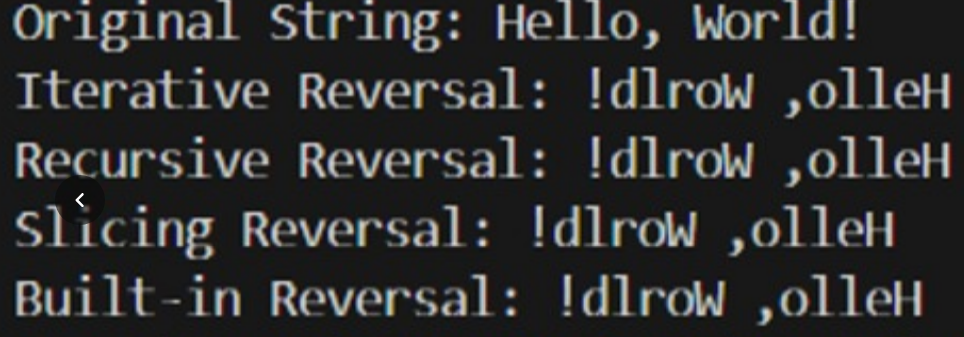 Original String: Hello, World!
Iterative Reversal: !dlroW ,olleH
Recursive Reversal: !dlroW ,olleH
Slicing Reversal: !dlroW ,olleH
Built-in Reversal: !dlroW ,olleH